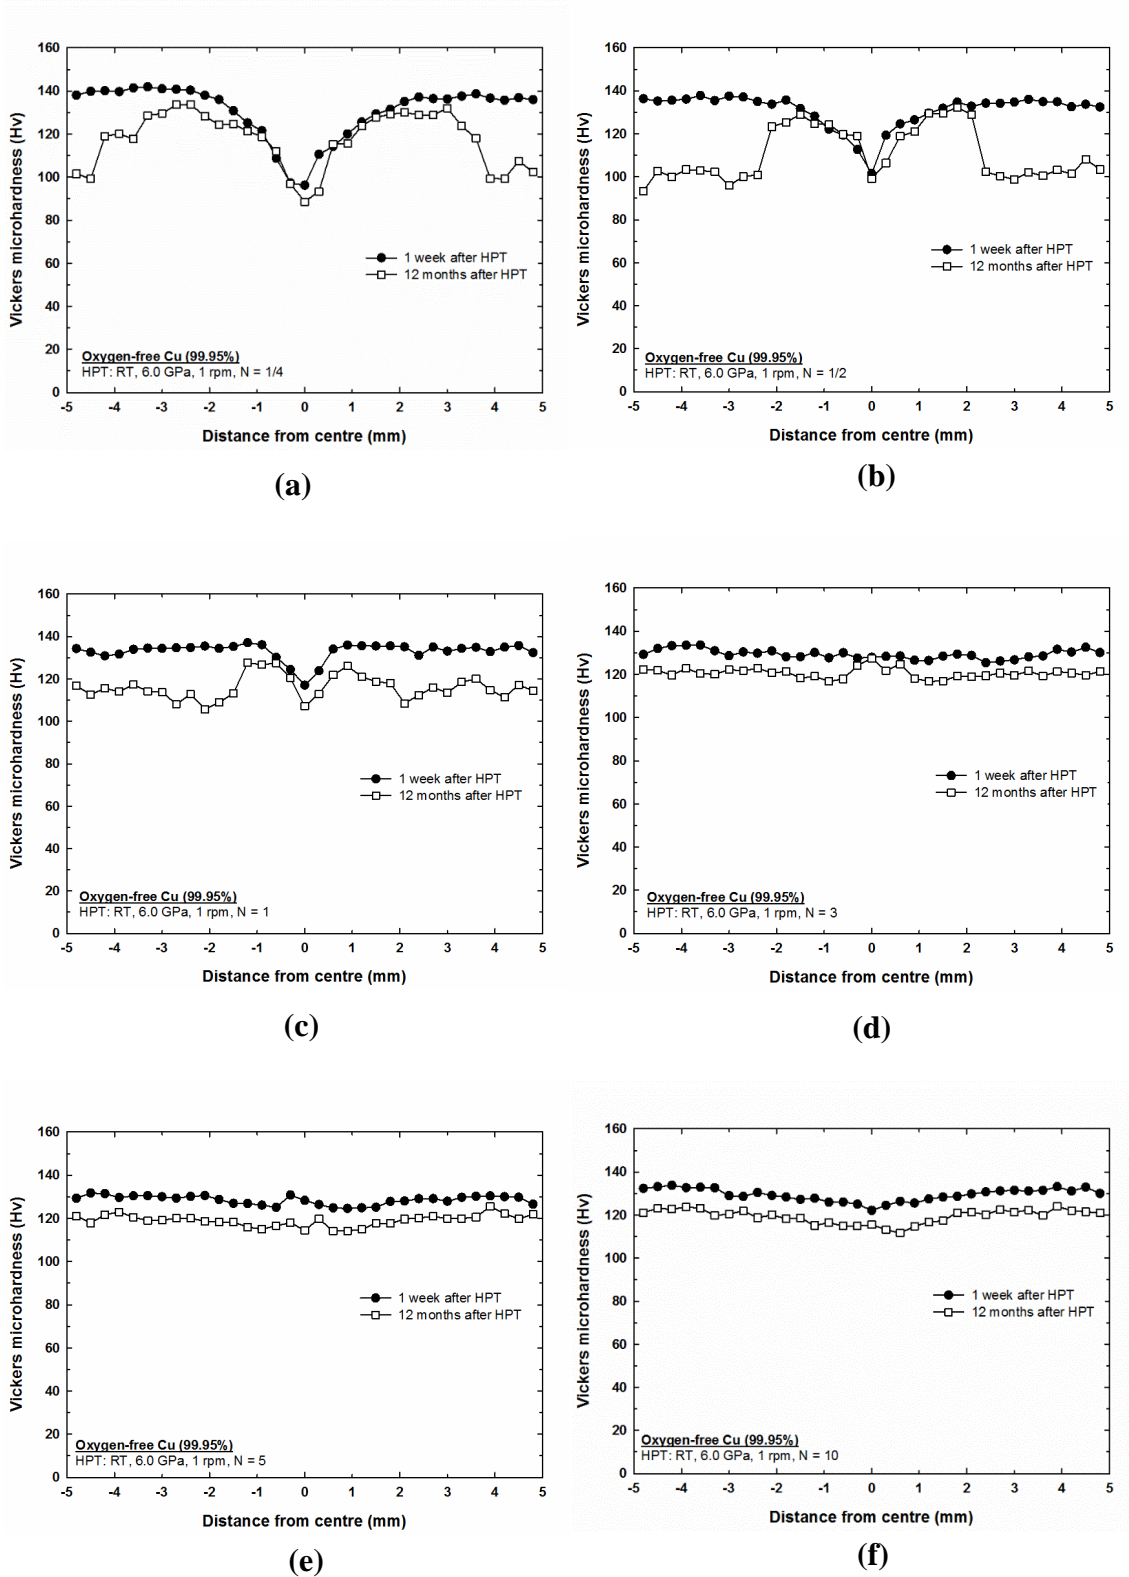 160
140
120
100
80
60
40
20
0
Vickers microhardness (Hv)
1 week after HPT
12 months after HPT
Oxygen-free Cu (99.95%)
HPT: RT, 6.0 GPa, 1 rpm, N = 1/4
-5 -4 -3 -2 -1 0 1 2 3 4 5
Distance from centre (mm)
(a)
160
140
120
100
80
60
40
20
0
Vickers microhardness (Hv)
1 week after HPT
12 months after HPT
Oxygen-free Cu (99.95%)
HPT: RT, 6.0 GPa, 1 rpm, N = 1/2
-5 -4 -3 -2 -1 0 1 2 3 4 5
Distance from centre (mm)
(b)
160
140
120
100
80
60
40
20
0
Vickers microhardness (Hv)
1 week after HPT
12 months after HPT
Oxygen-free Cu (99.95%)
HPT: RT, 6.0 GPa, 1 rpm, N = 1
-5 -4 -3 -2 -1 0 1 2 3 4 5
Distance from centre (mm)
(c)
160
140
120
100
80
60
40
20
0
Vickers microhardness (Hv)
1 week after HPT
12 months after HPT
Oxygen-free Cu (99.95%)
HPT: RT, 6.0 GPa, 1 rpm, N = 3
-5 -4 -3 -2 -1 0 1 2 3 4 5
Distance from centre (mm)
(d)
160
140
120
100
80
60
40
20
0
Vickers microhardness (Hv)
1 week after HPT
12 months after HPT
Oxygen-free Cu (99.95%)
HPT: RT, 6.0 GPa, 1 rpm, N = 5
-5 -4 -3 -2 -1 0 1 2 3 4 5
Distance from centre (mm)
(e)
160
140
120
100
80
60
40
20
0
Vickers microhardness (Hv)
1 week after HPT
12 months after HPT
Oxygen-free Cu (99.95%)
HPT: RT, 6.0 GPa, 1 rpm, N = 10
-5 -4 -3 -2 -1 0 1 2 3 4 5
Distance from centre (mm)
(f)